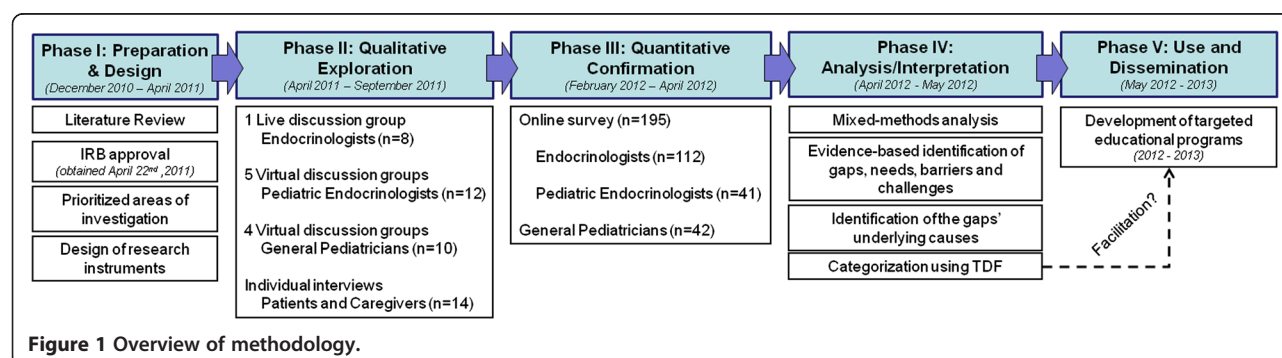 Phase I: Preparation
& Design
(December 2010 – April 2011)
Literature Review
IRB approval
(obtained April 22nd ,2011)
Prioritized areas of
investigation
Design of research
instruments
Phase II: Qualitative
Exploration
(April 2011 – September 2011)
1 Live discussion group
Endocrinologists (n=8)
5 Virtual discussion groups
Pediatric Endocrinologists (n=12)
4 Virtual discussion groups
General Pediatricians (n=10)
Individual interviews
Patients and Caregivers (n=14)
Phase III: Quantitative
Confirmation
(February 2012 – April 2012)
Online survey (n=195)
Endocrinologists (n=112)
Pediatric Endocrinologists (n=41)
General Pediatricians (n=42)
Phase IV:
Analysis/Interpretation
(April 2012 - May 2012)
Mixed-methods analysis
Evidence-based identification of
gaps, needs, barriers and
challenges
Identification of the gaps'
underlying causes
Categorization using TDF
Phase V: Use and
Dissemination
(May 2012 - 2013)
Development of targeted
educational programs
(2012 - 2013)
Facilitation?
Figure 1 Overview of methodology.